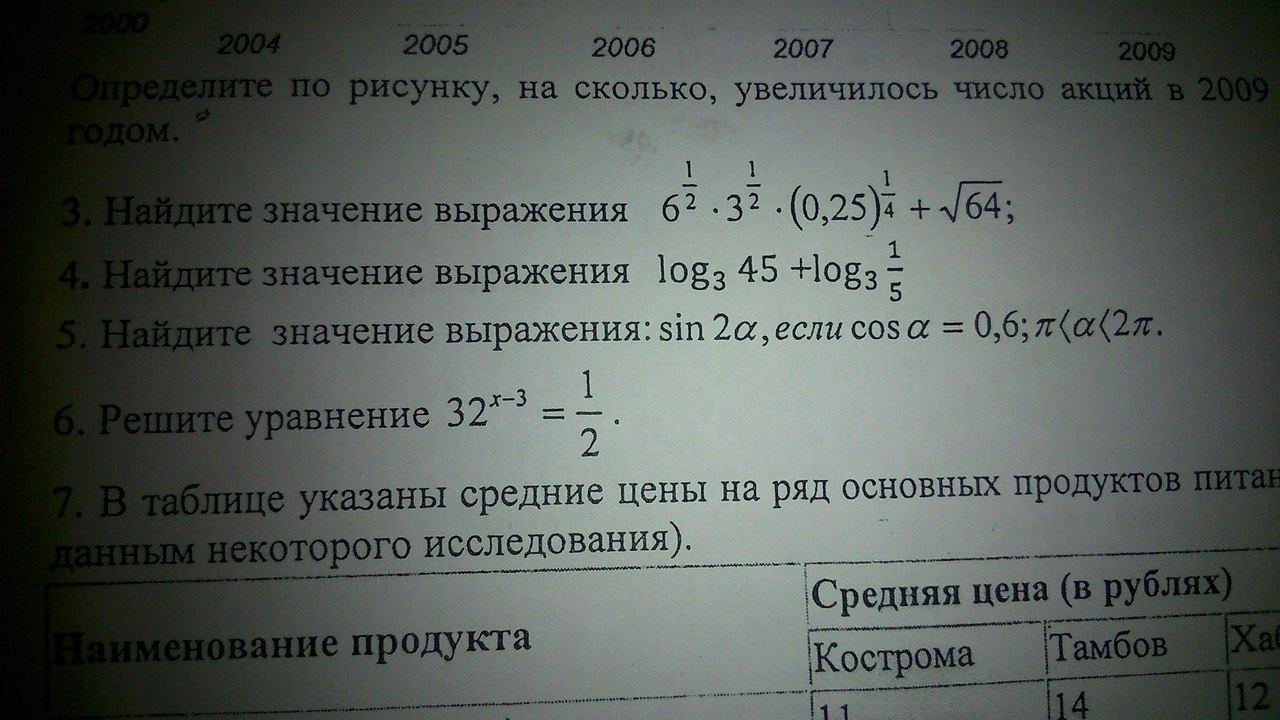 2000
2004 2005 2006 2007 2008 2009
Определите по рисунку, на сколько, увеличилось число акций в 2009
годом.
3. Найдите значение выражения 6^{1/2} · 3^{1/2} · (0,25)^{1/4} + √64;
4. Найдите значение выражения log₃ 45 +log₃ 1/5
5. Найдите значение выражения: sin 2α, если cos α = 0,6; π⟨α⟨2π.
6. Решите уравнение 32^{x−3} = 1/2.
7. В таблице указаны средние цены на ряд основных продуктов питан
данным некоторого исследования).
Средняя цена (в рублях)
Наименование продукта
Кострома Тамбов Хаб
11 14 12